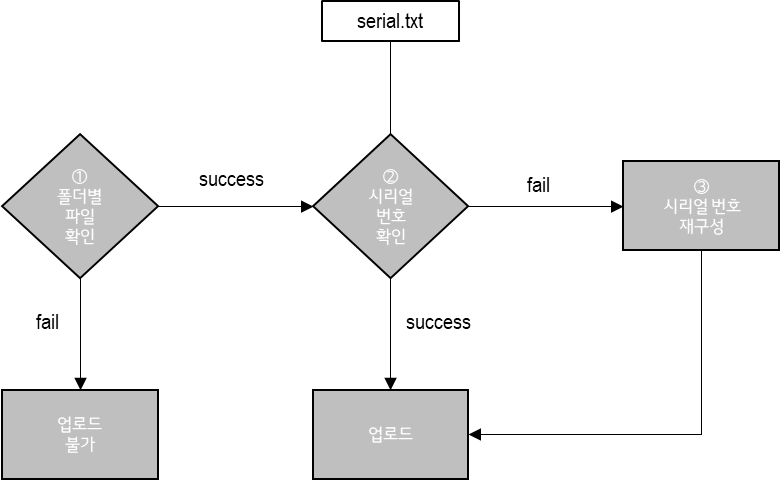 serial.txt
①
폴더별
파일
확인
success
②
시리얼
번호
확인
fail
③
시리얼 번호
재구성
fail
success
업로드
불가
업로드